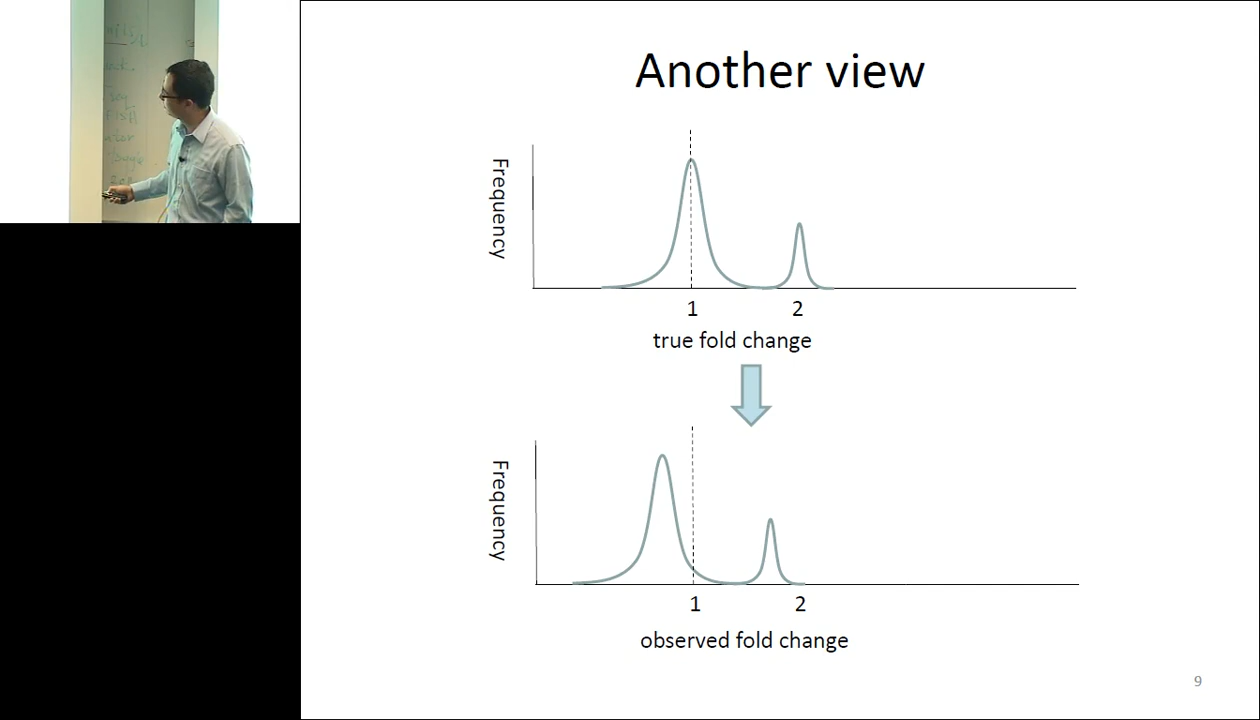 Another view
Frequency
1 2
true fold change
Frequency
1 2
observed fold change
9